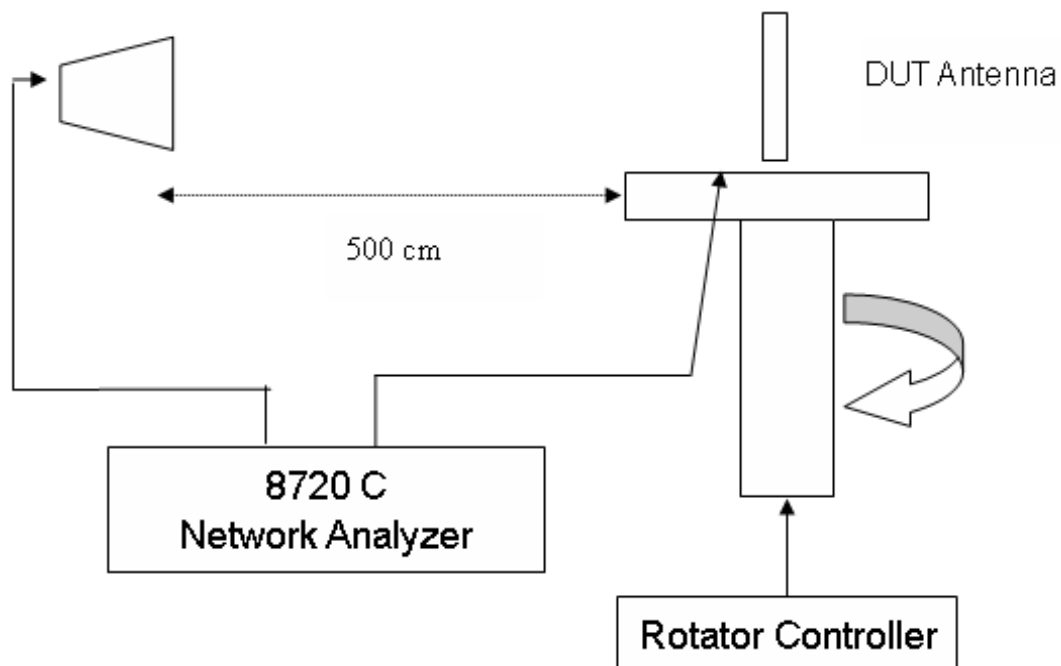 DUT Antenna
500 cm
8720 C
Network Analyzer
Rotator Controller